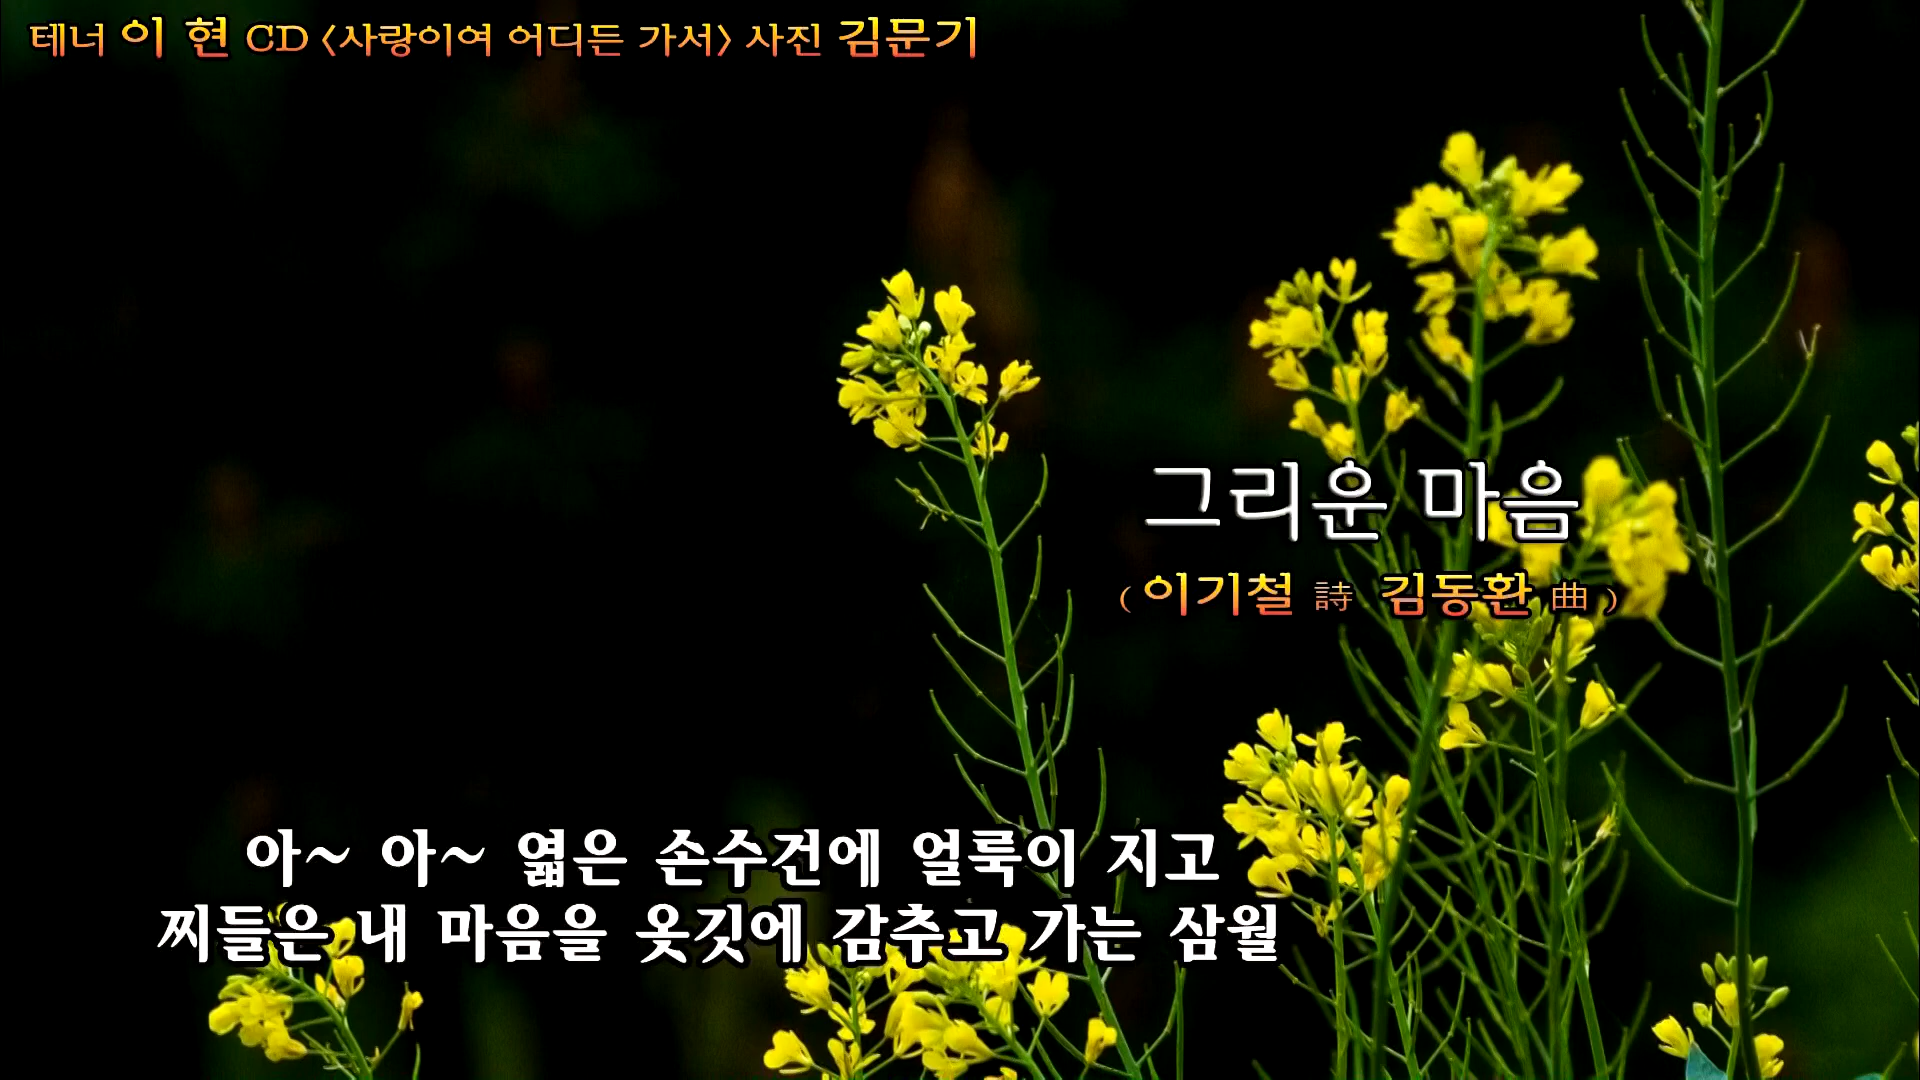 테너 이 현 CD <사랑이여 어디든 가서> 사진 김문기
그리운 마음
( 이기철 詩 김동환 曲 )
아~ 아~ 엷은 손수건에 얼룩이 지고
찌들은 내 마음을 옷깃에 감추고 가는 삼월